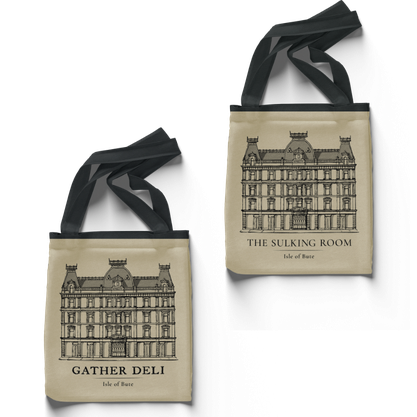 THE SULKING ROOM
Isle of Bute
GATHER DELI
Isle of Bute